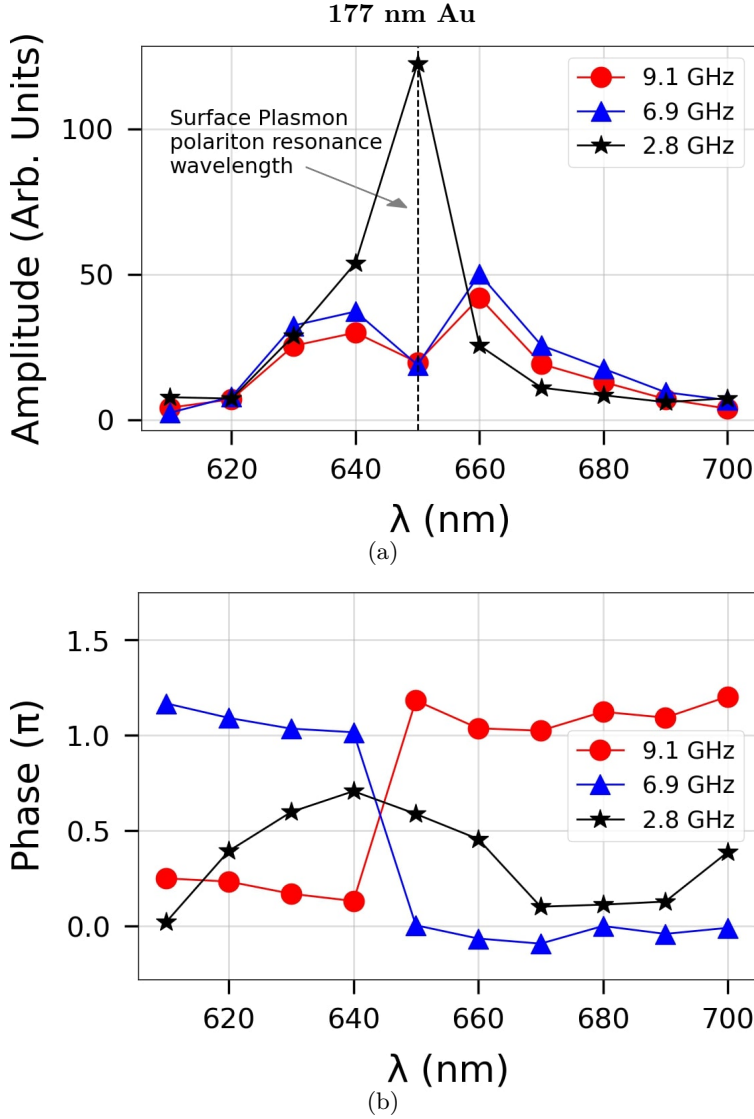 177 nm Au
Amplitude (Arb. Units)
100
50
0
Surface Plasmon
polariton resonance
wavelength
9.1 GHz
6.9 GHz
2.8 GHz
620 640 660 680 700
λ (nm)
(a)
Phase (π)
1.5
1.0
0.5
0.0
9.1 GHz
6.9 GHz
2.8 GHz
620 640 660 680 700
λ (nm)
(b)